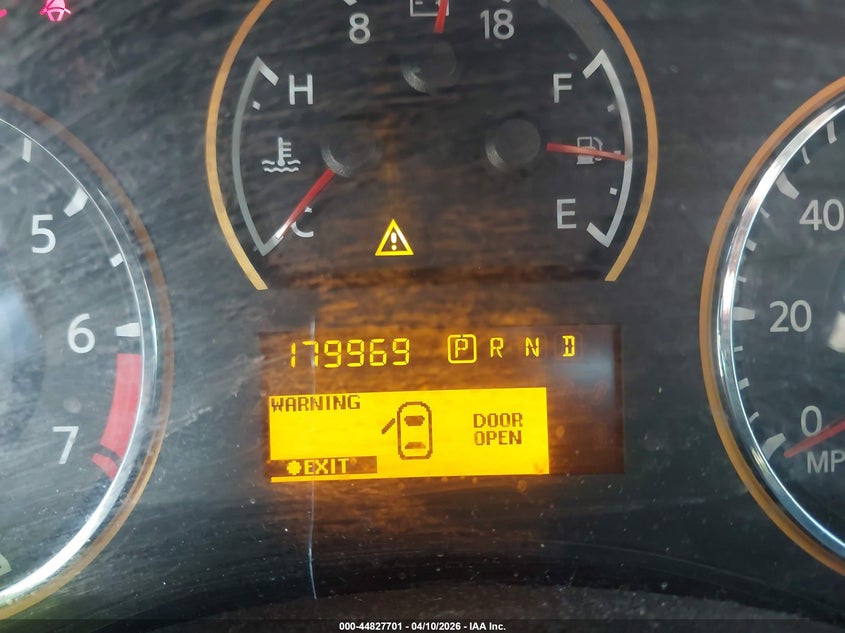 8 18
H F
C E
5
6
7
40
20
0
MP
179969 P R N D
WARNING
DOOR
OPEN
EXIT
000-44827701 - 04/10/2026 - IAA Inc.